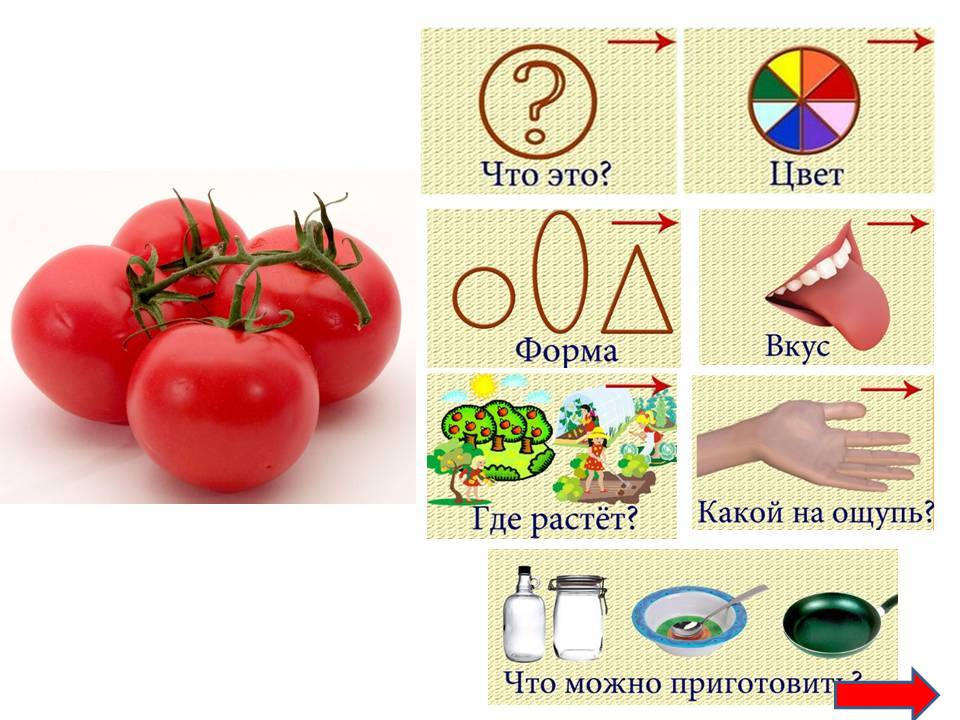 Что это?
Цвет
Форма
Вкус
Где растёт?
Какой на ощупь?
Что можно приготовить?